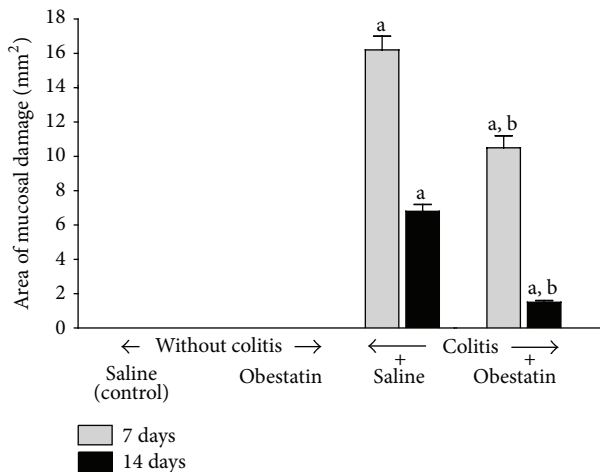 Area of mucosal damage (mm²)
18
16
14
12
10
8
6
4
2
0
a
a
a, b
a, b
← Without colitis →
← Colitis →
Saline
(control)
Obestatin
+
Saline
+
Obestatin
7 days
14 days